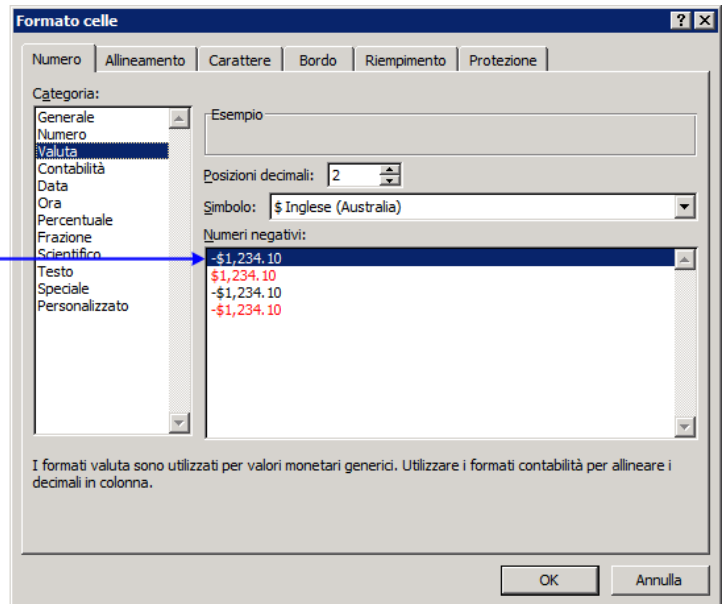 Formato celle
Numero Allineamento Carattere Bordo Riempimento Protezione
Categoria:
Generale
Numero
Valuta
Contabilità
Data
Ora
Percentuale
Frazione
Scientifico
Testo
Speciale
Personalizzato
Esempio
Posizioni decimali: 2
Simbolo: $ Inglese (Australia)
Numeri negativi:
-$1,234.10
$1,234.10
-$1,234.10
-$1,234.10
I formati valuta sono utilizzati per valori monetari generici. Utilizzare i formati contabilità per allineare i
decimali in colonna.
OK Annulla